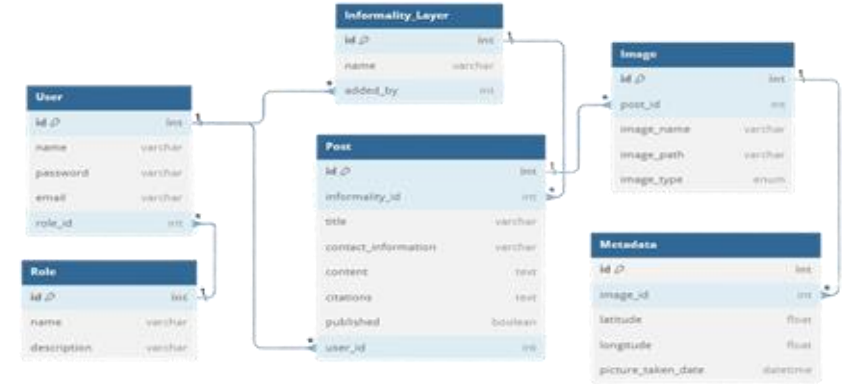 Informality_Layer
id int
name varchar
added_by int
User
id int
name varchar
password varchar
email varchar
role_id int
Role
id int
name varchar
description varchar
Post
id int
informality_id int
title varchar
contact_information varchar
content text
citations text
published boolean
user_id int
Image
id int
post_id int
image_name varchar
image_path varchar
image_type enum
Metadata
id int
image_id int
latitude float
longitude float
picture_taken_date datetime
1
*
1
*
*
1
1
*
*
*
1
*